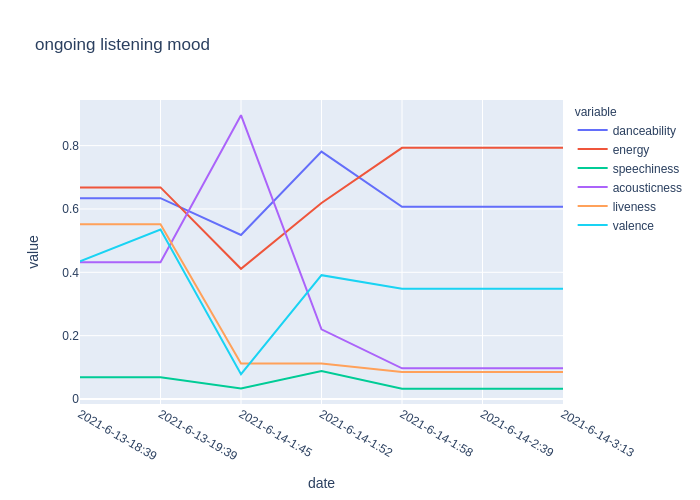 ongoing listening mood
variable
danceability
energy
speechiness
acousticness
liveness
valence
value
0.8
0.6
0.4
0.2
0
2021-6-13-18:39
2021-6-13-19:39
2021-6-14-1:45
2021-6-14-1:52
2021-6-14-1:58
2021-6-14-2:39
2021-6-14-3:13
date